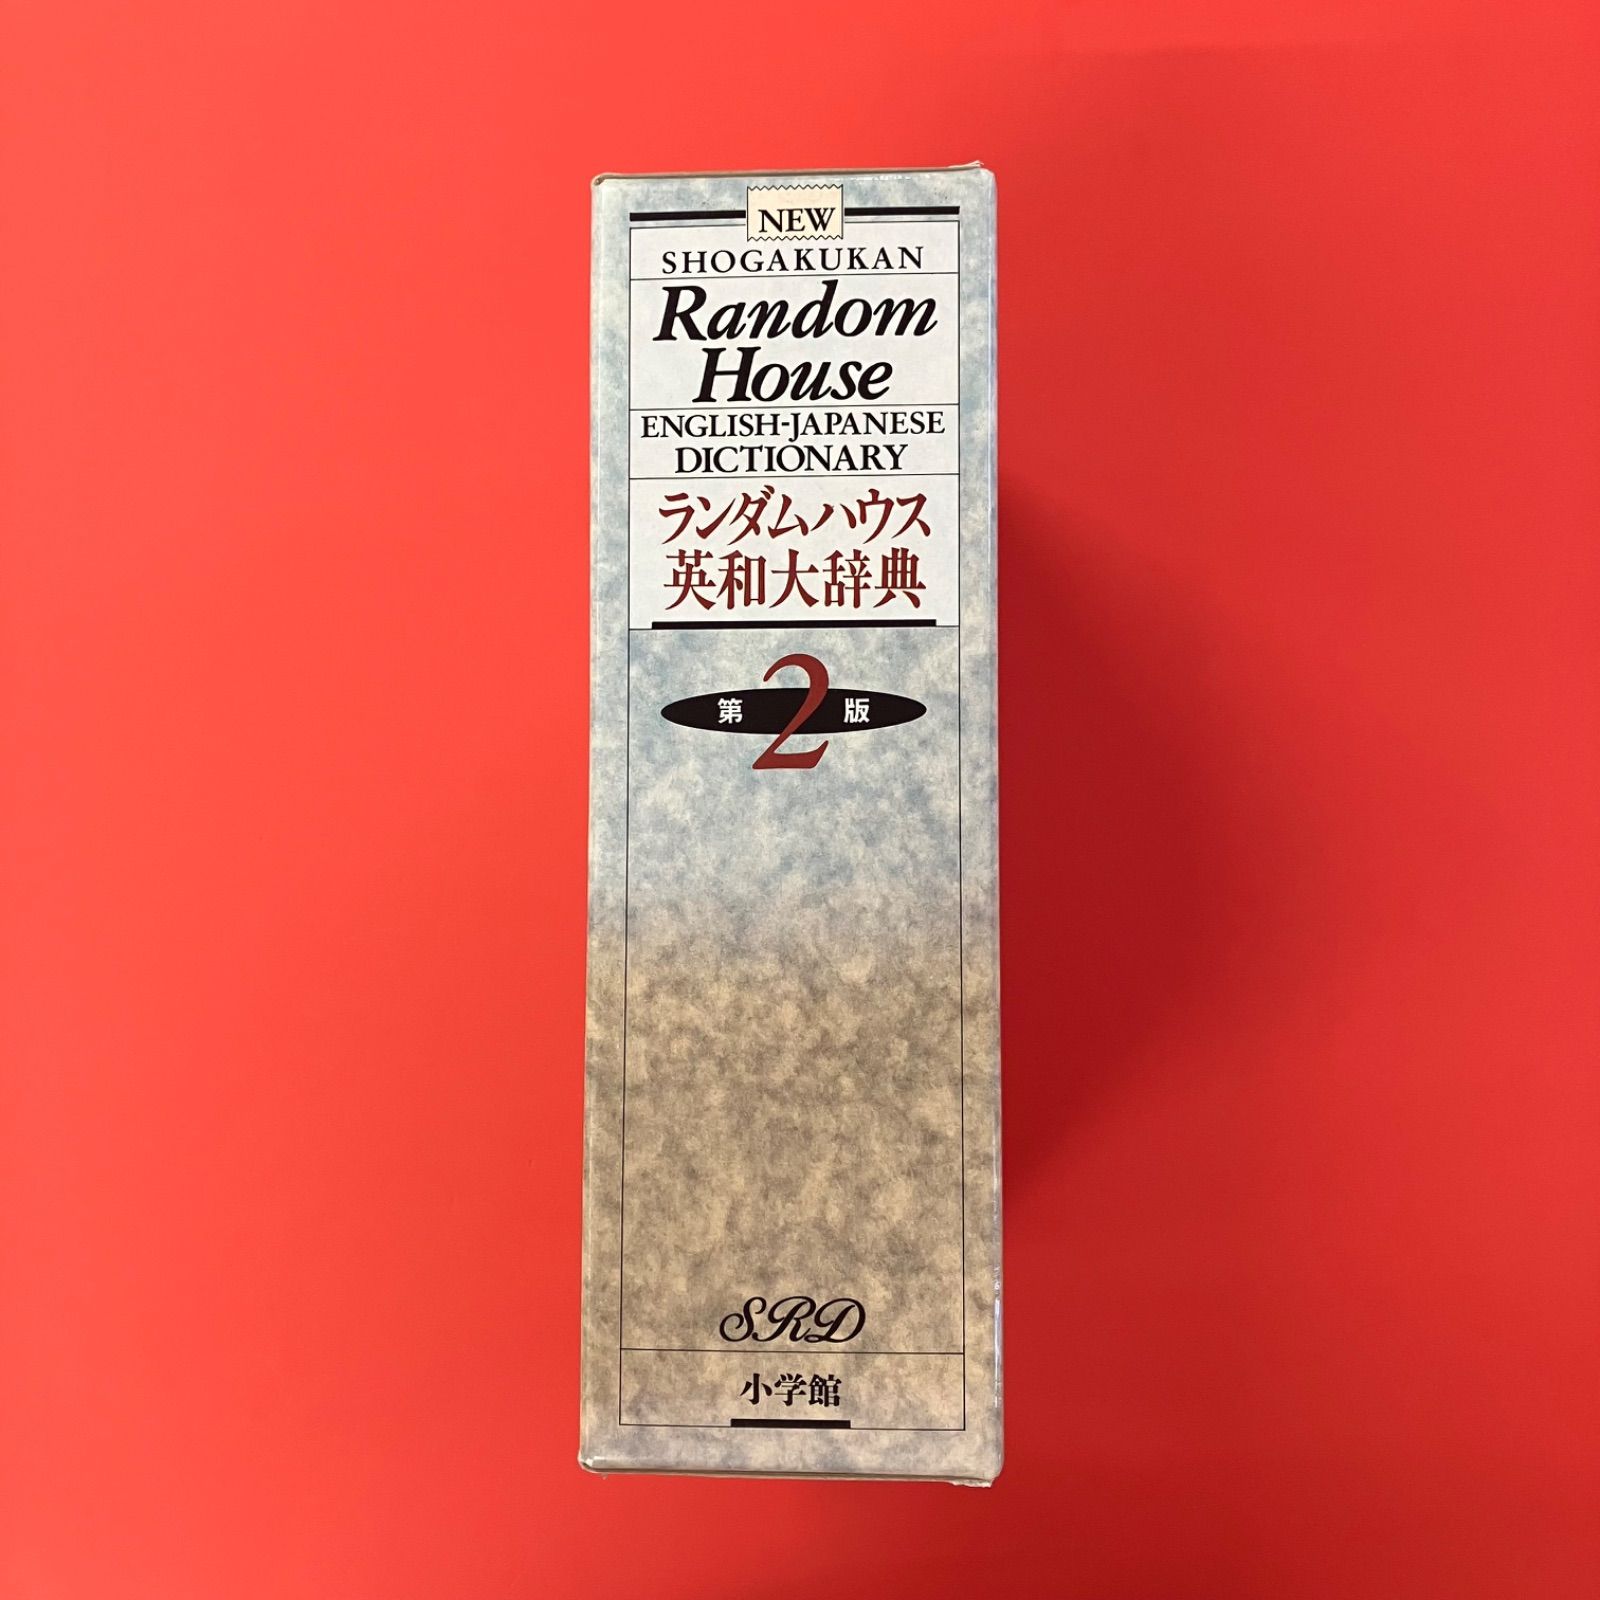 NEW
SHOGAKUKAN
Random
House
ENGLISH-JAPANESE
DICTIONARY
ランダムハウス
英和大辞典
第2版
SRD
小学館